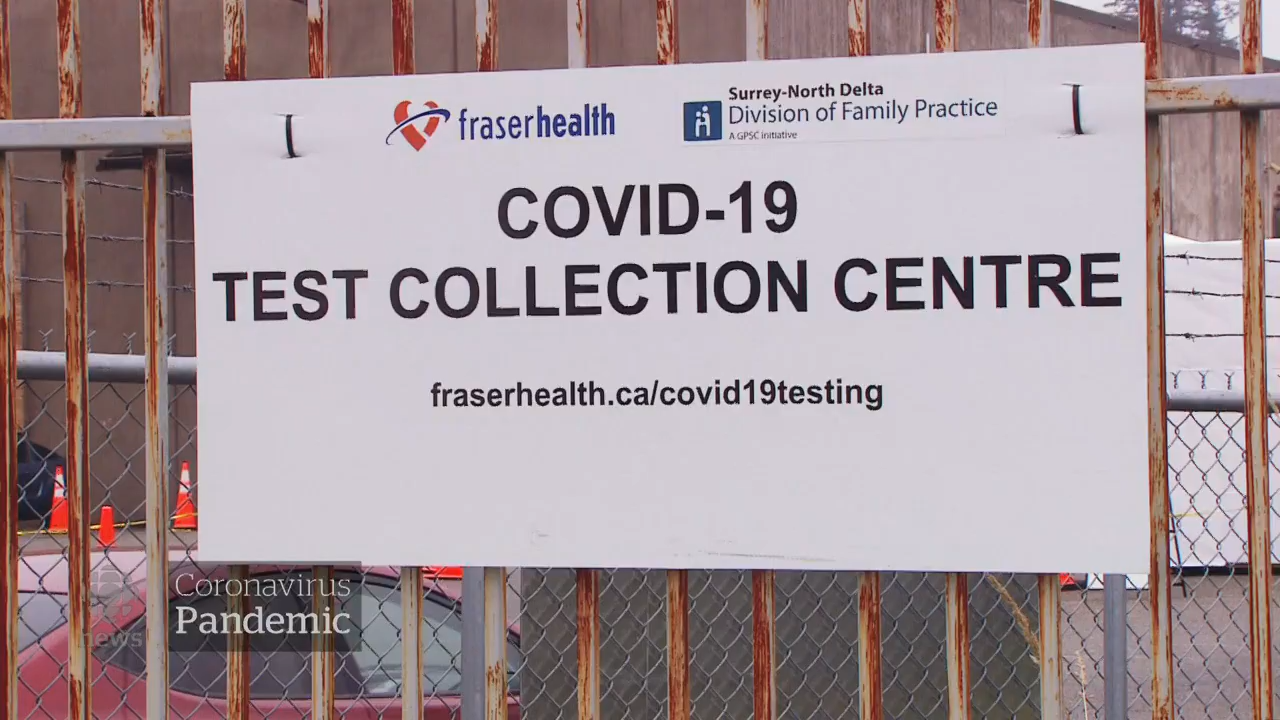 fraserhealth
Surrey-North Delta
Division of Family Practice
A GPSC initiative
COVID-19
TEST COLLECTION CENTRE
fraserhealth.ca/covid19testing
Coronavirus
Pandemic
news